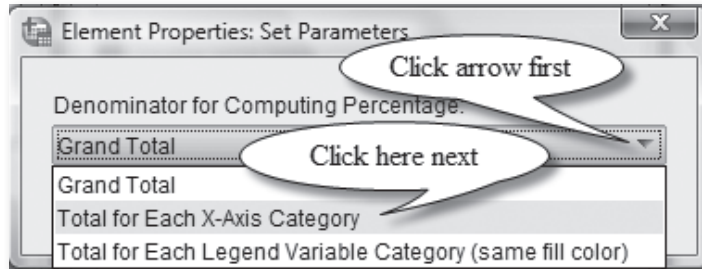 Element Properties: Set Parameters
Click arrow first
Denominator for Computing Percentage:
Grand Total
Click here next
Grand Total
Total for Each X-Axis Category
Total for Each Legend Variable Category (same fill color)